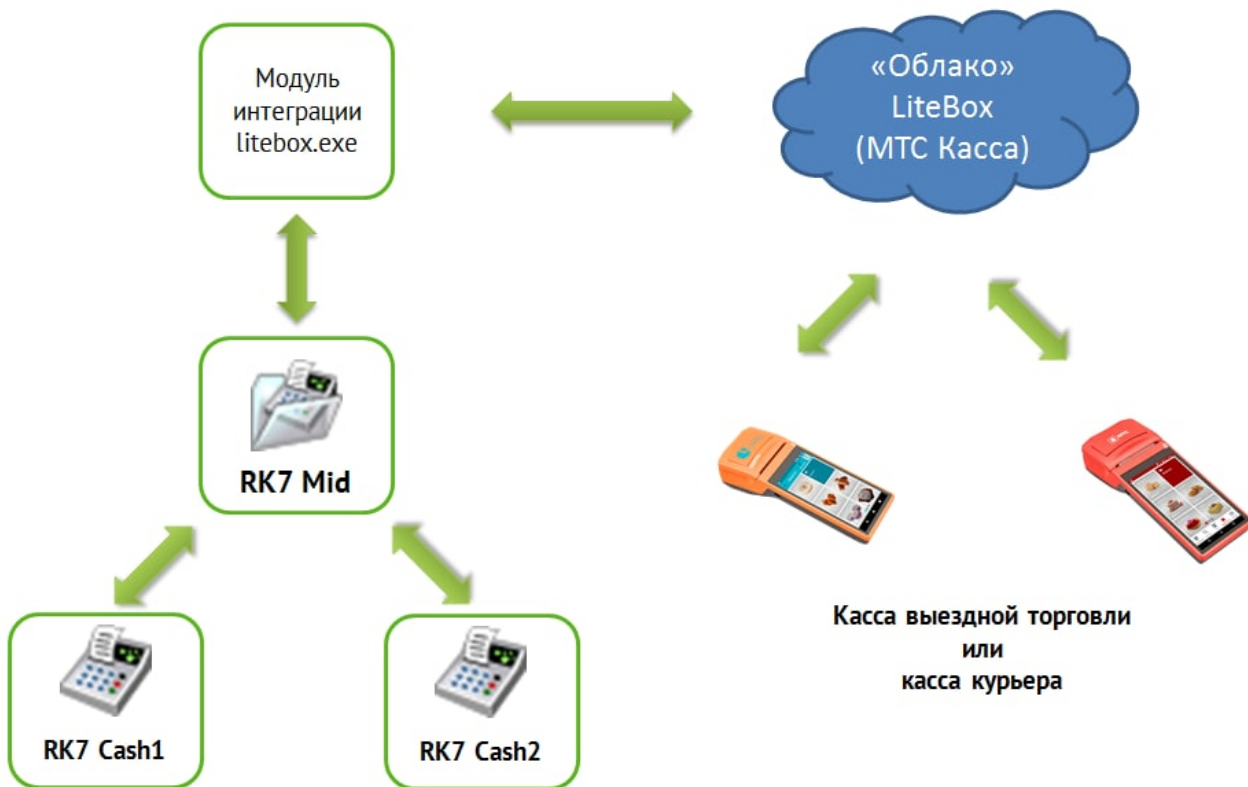 Модуль
интеграции
litebox.exe
«Облако»
LiteBox
(МТС Касса)
RK7 Mid
RK7 Cash1
RK7 Cash2
Касса выездной торговли
или
касса курьера